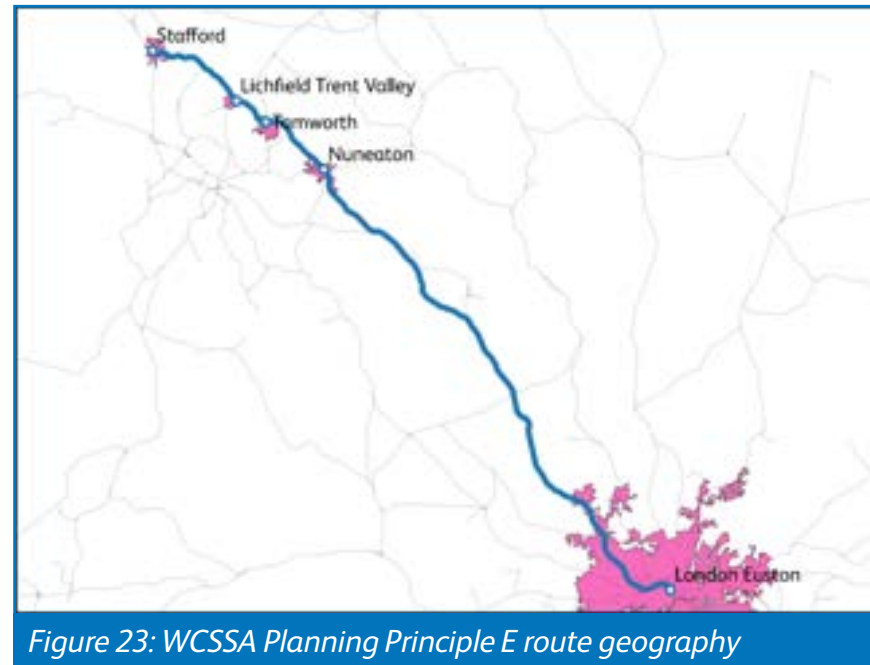 Stafford
Lichfield Trent Valley
Tamworth
Nuneaton
London Euston
Figure 23: WCSSA Planning Principle E route geography